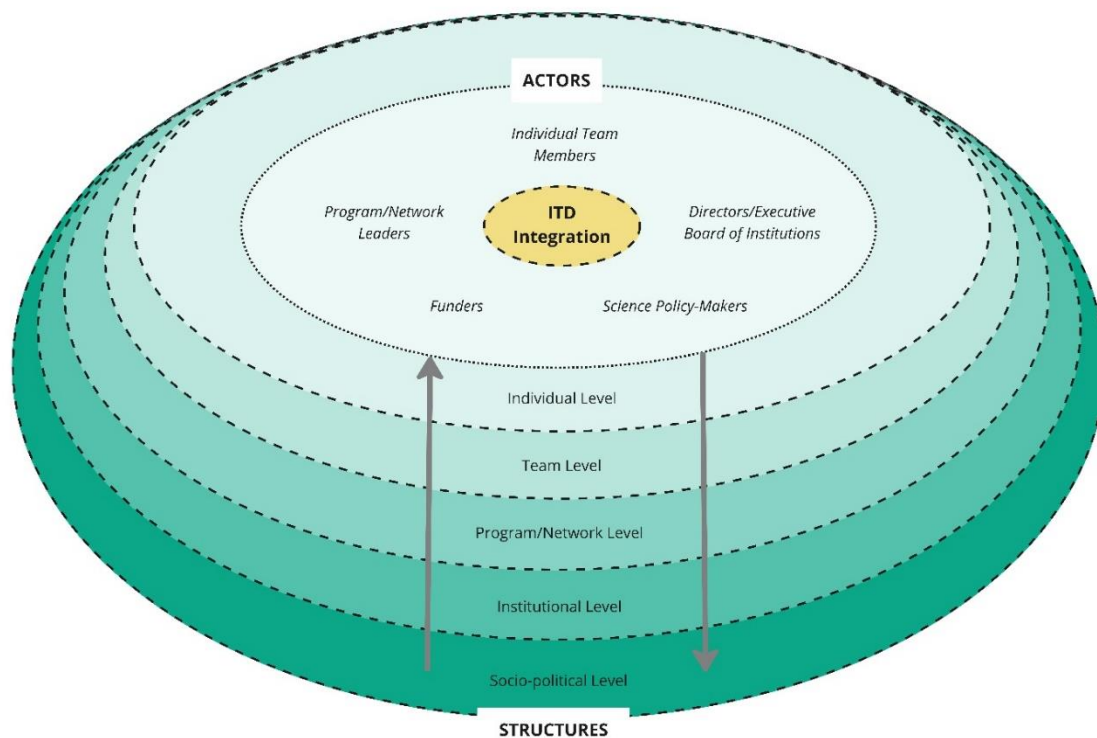 ACTORS
Individual Team
Members
Program/Network
Leaders
ITD
Integration
Directors/Executive
Board of Institutions
Funders
Science Policy-Makers
Individual Level
Team Level
Program/Network Level
Institutional Level
Socio-political Level
STRUCTURES